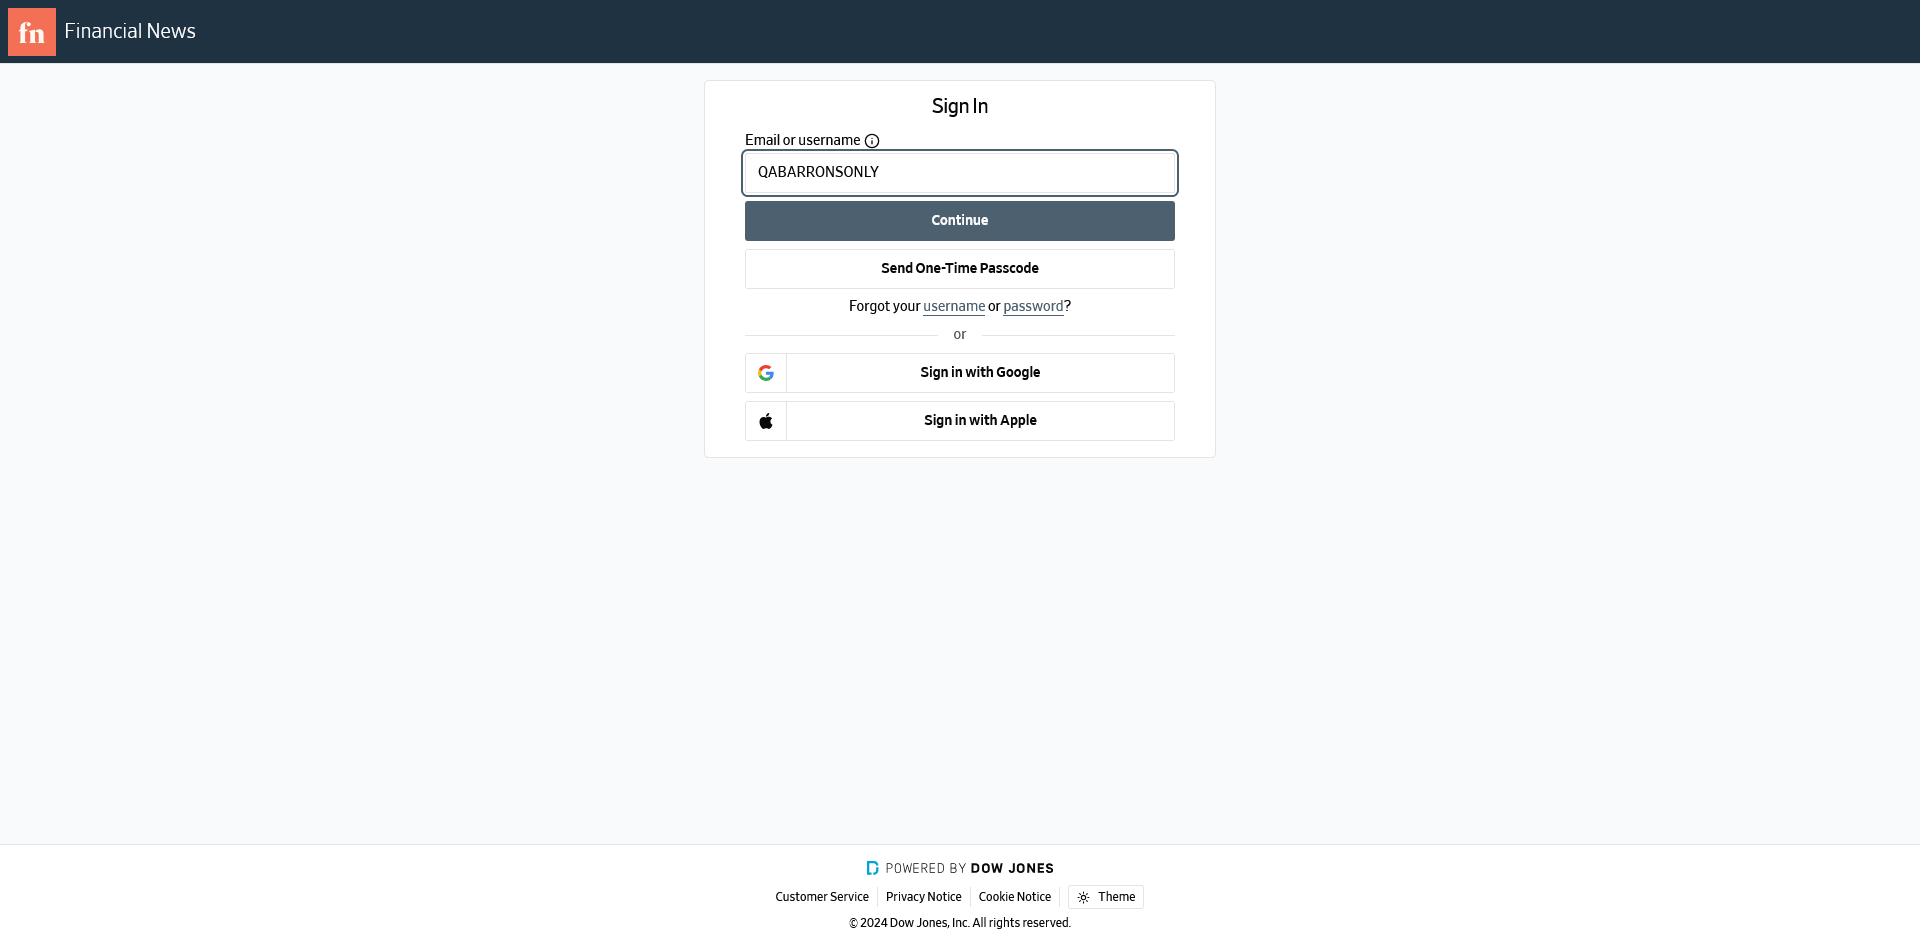 fn Financial News
Sign In
Email or username
QABARRONSONLY
Continue
Send One-Time Passcode
Forgot your username or password?
or
Sign in with Google
Sign in with Apple
POWERED BY DOW JONES
Customer Service Privacy Notice Cookie Notice Theme
© 2024 Dow Jones, Inc. All rights reserved.